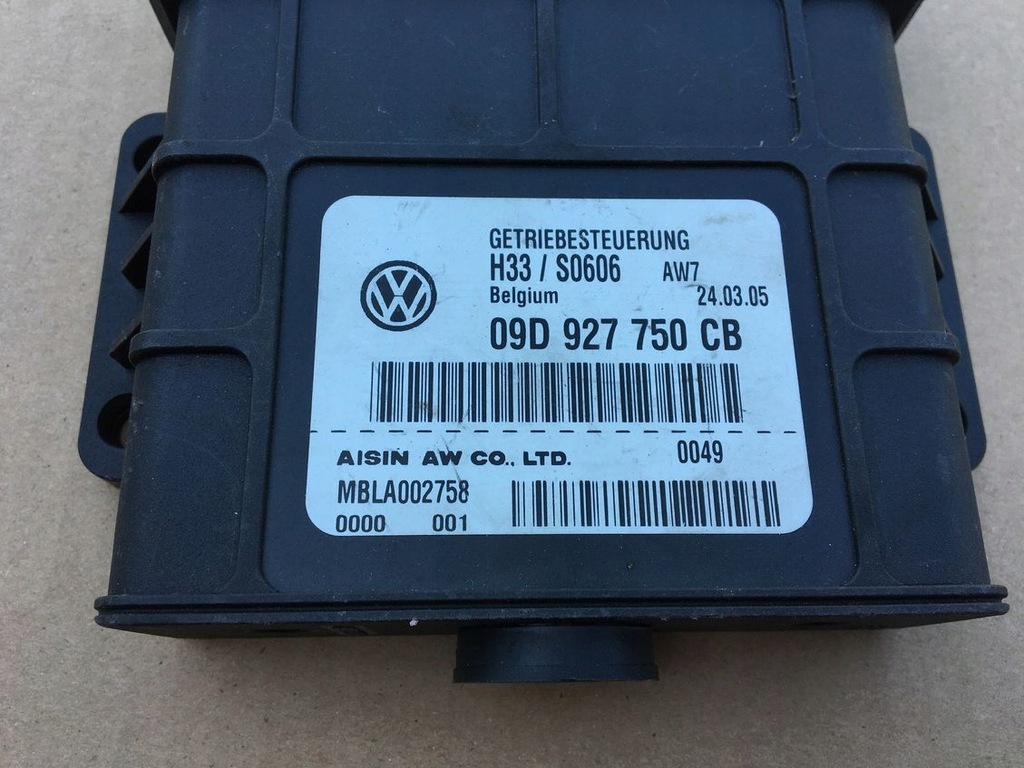 GETRIEBESTEUERUNG
H33 / S0606 AW7
Belgium 24.03.05
09D 927 750 CB
AISIN AW CO., LTD. 0049
MBLA002758
0000 001